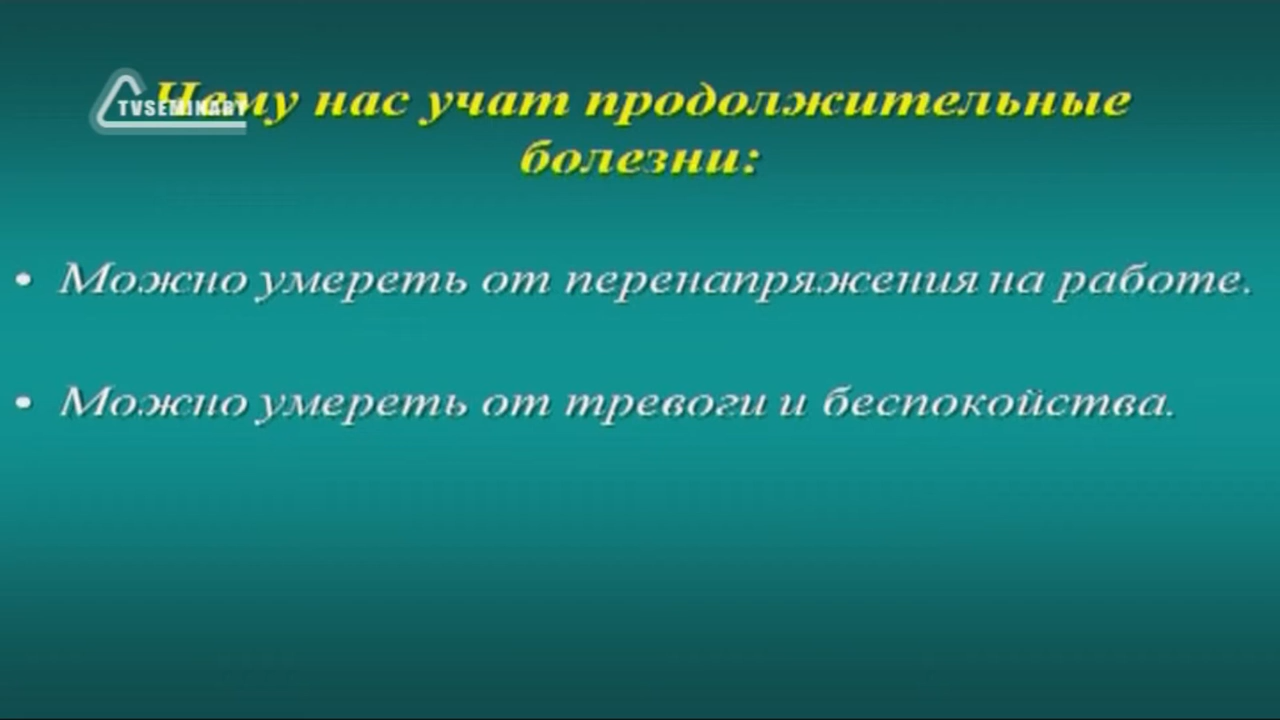 TVSEMINARY
Чему нас учат продолжительные
болезни:
• Можно умереть от перенапряжения на работе.
• Можно умереть от тревоги и беспокойства.